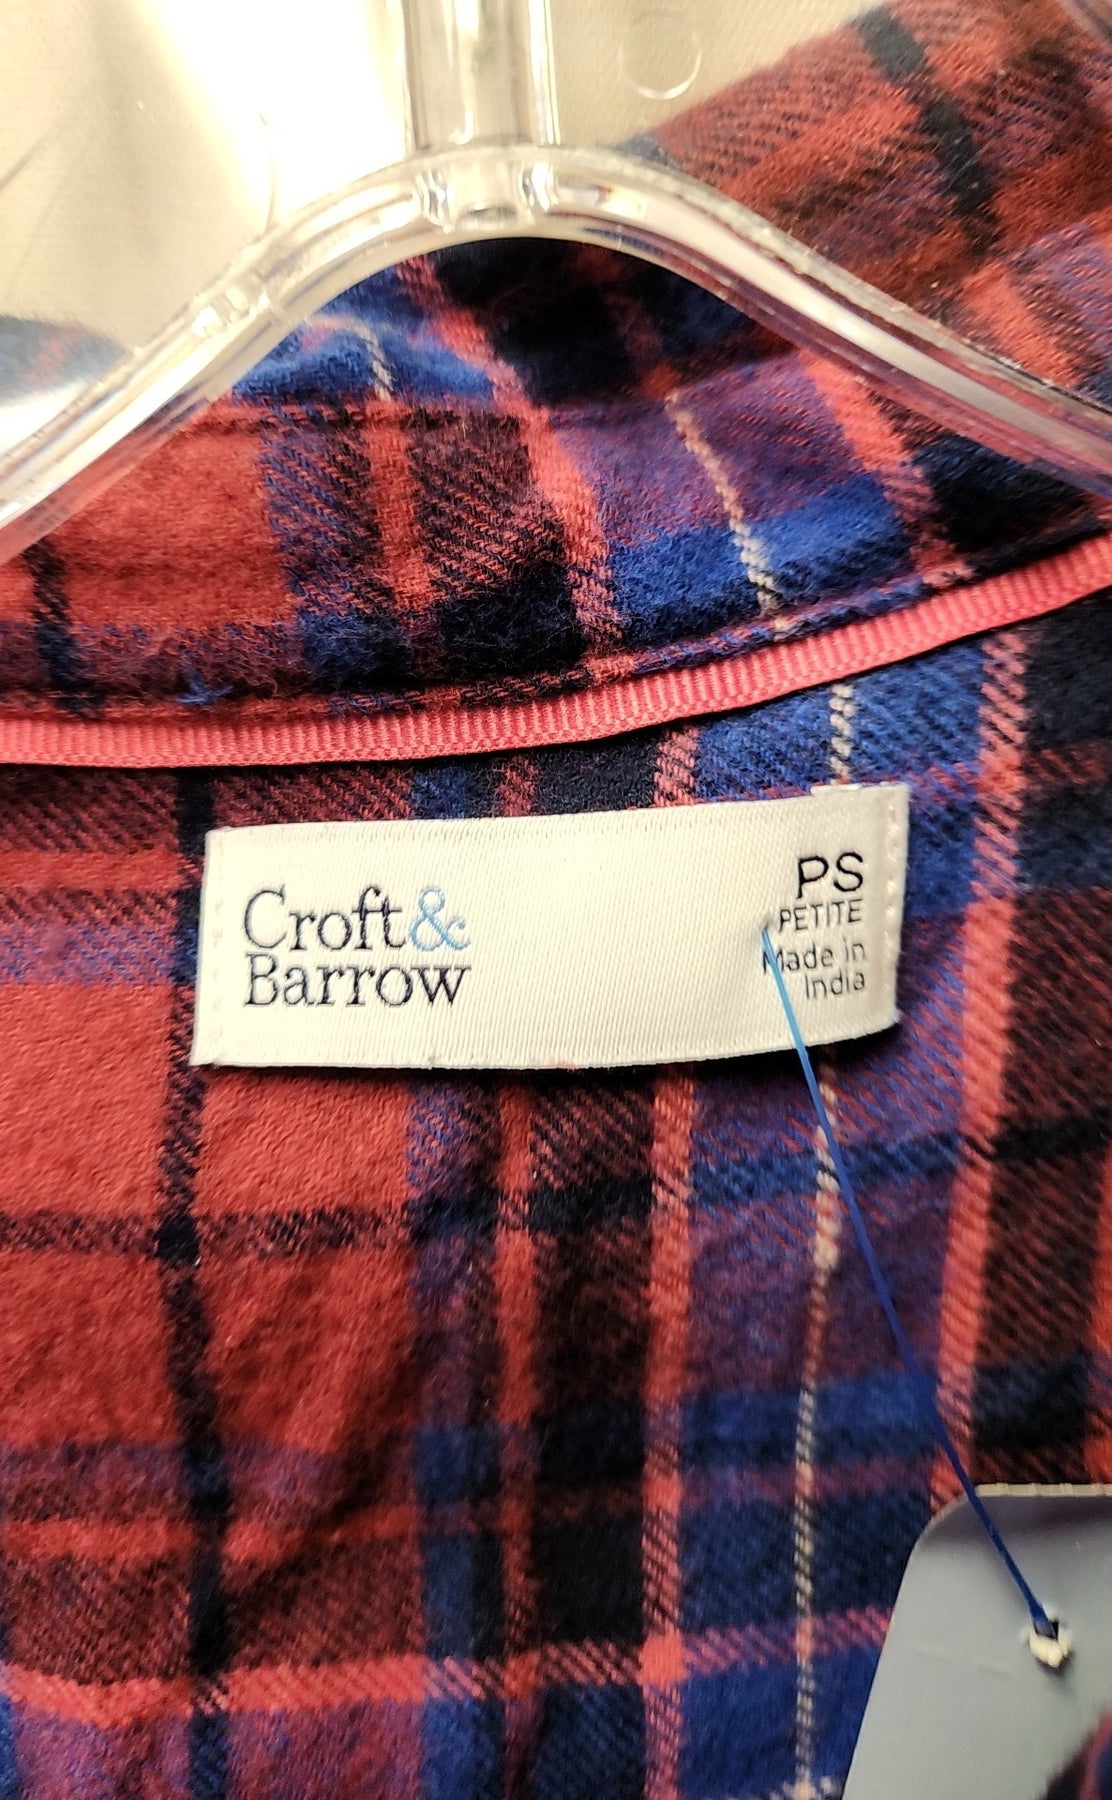 Croft&
Barrow
PS
PETITE
Made in
India